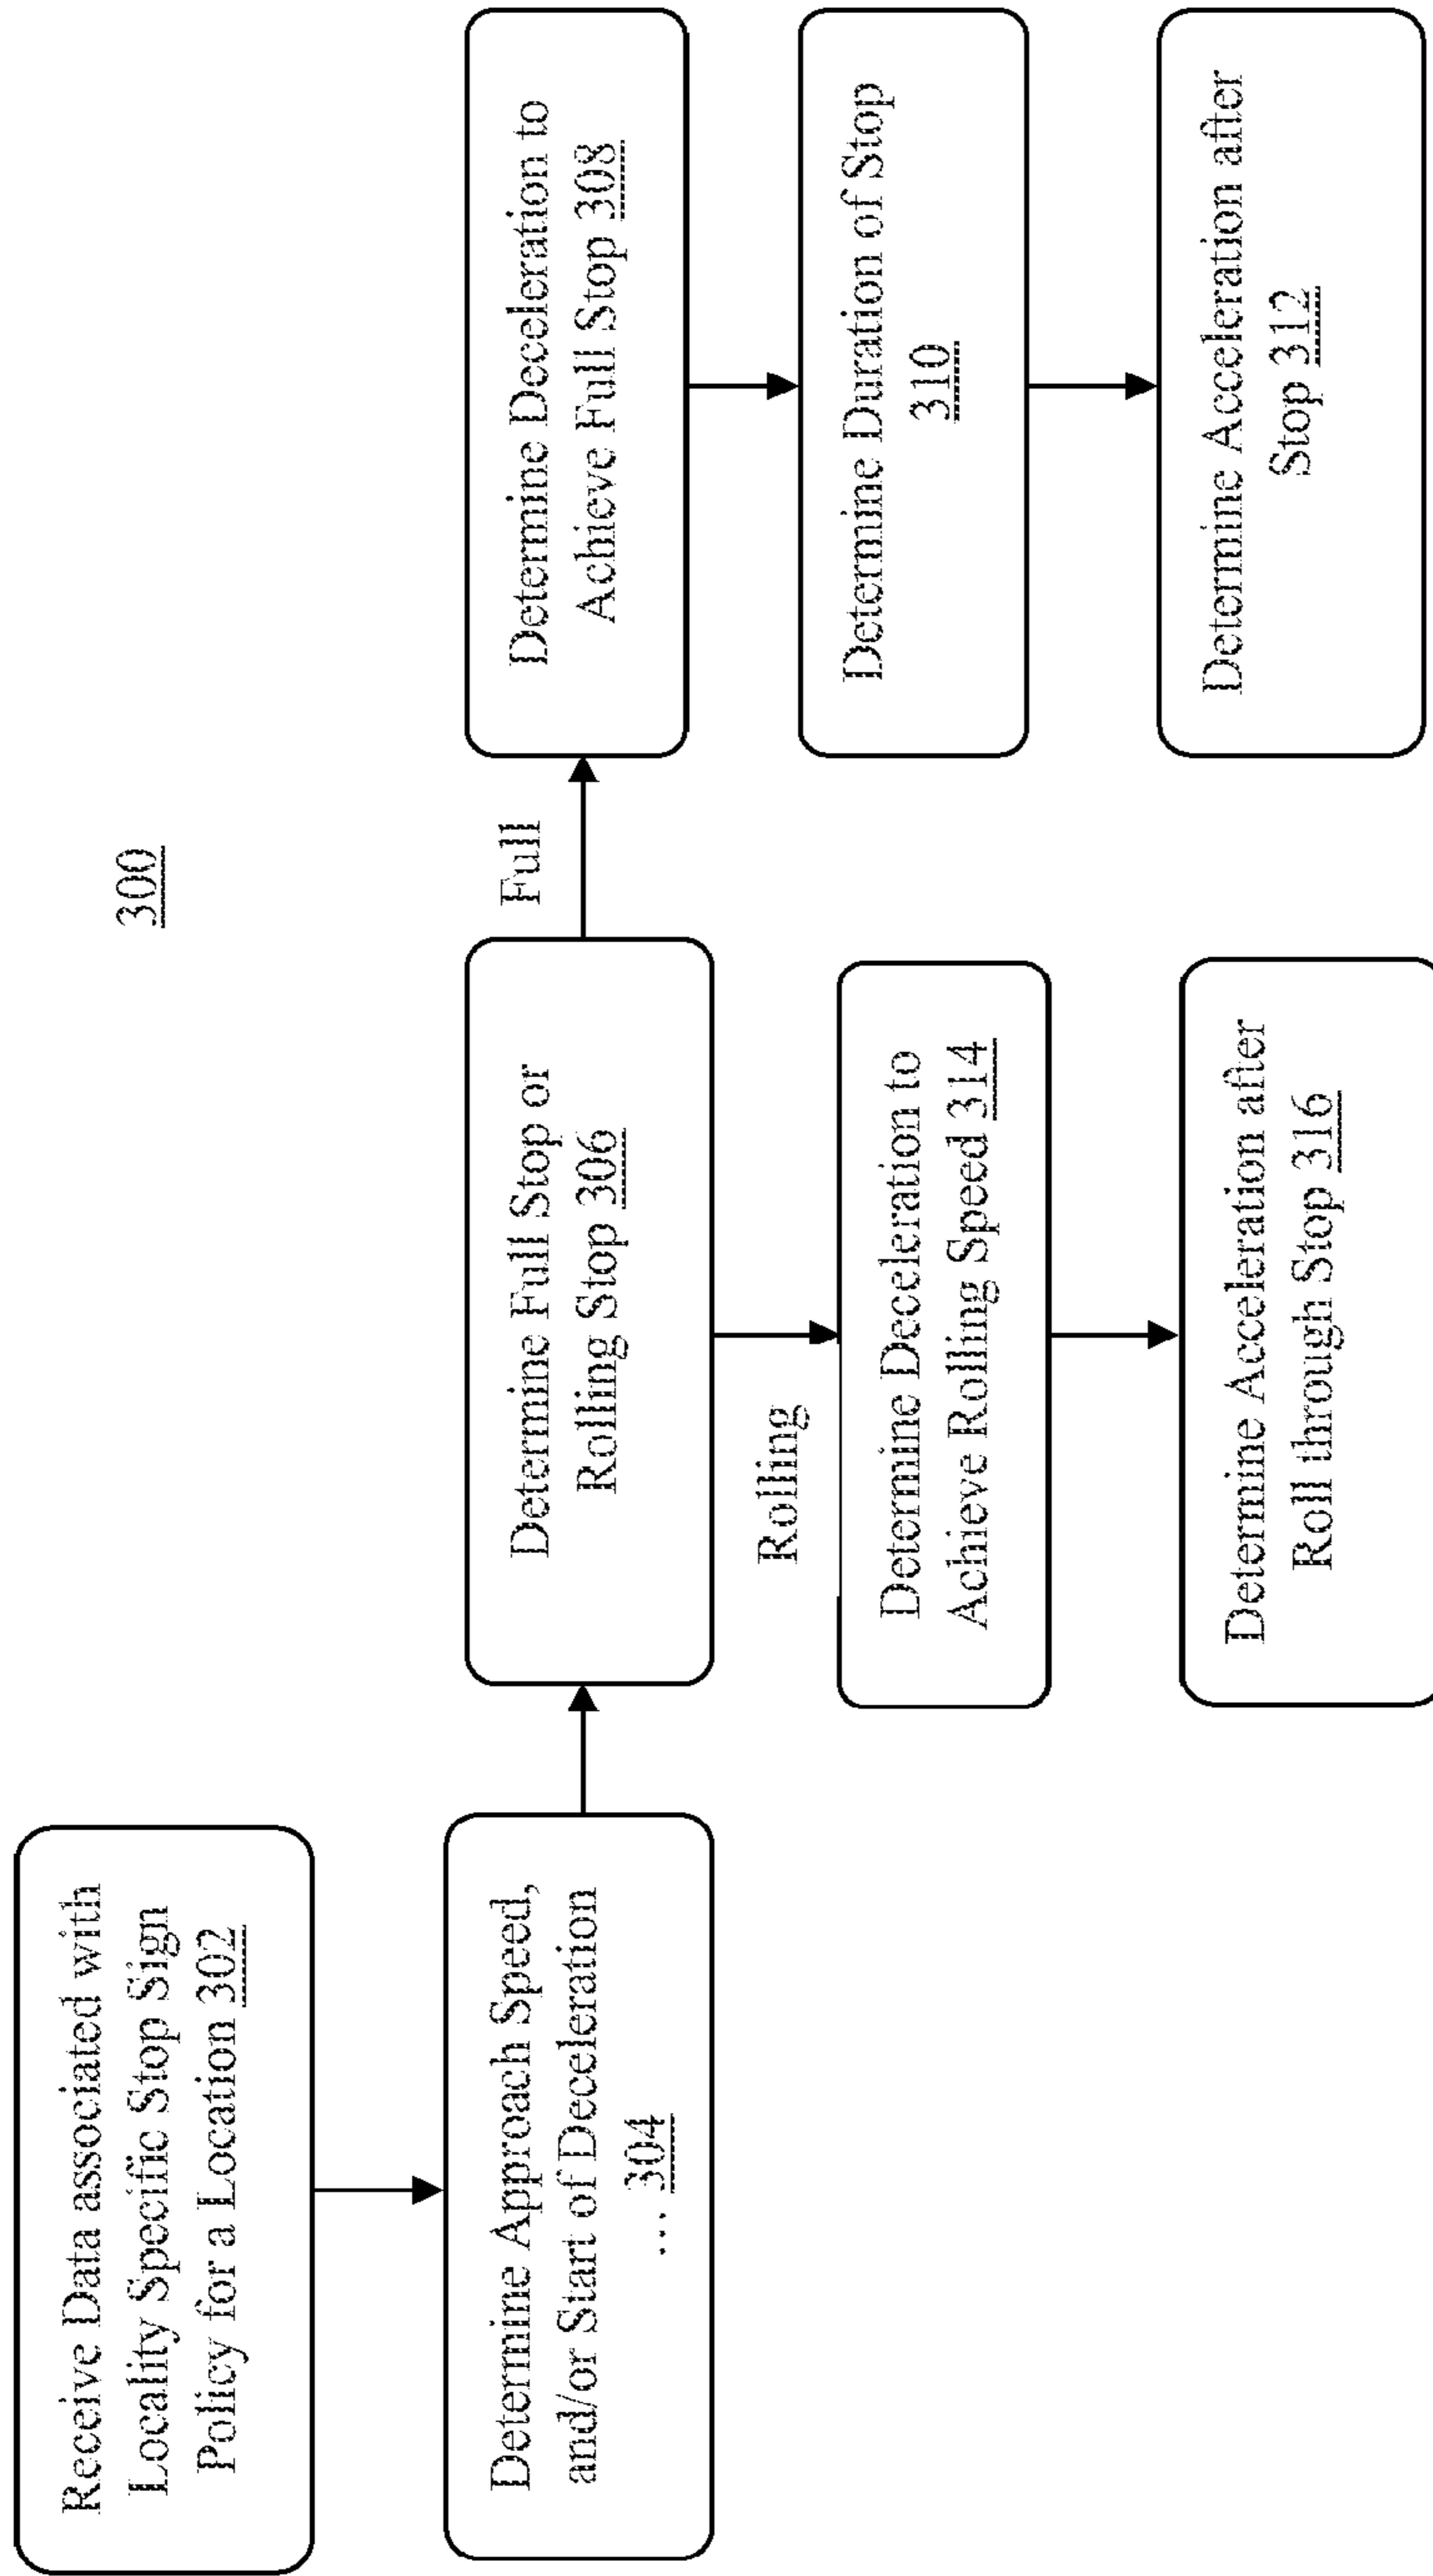 300
Receive Data associated with
Locality Specific Stop Sign
Policy for a Location 302
Determine Approach Speed,
and/or Start of Deceleration
... 304
Determine Full Stop or
Rolling Stop 306
Full
Determine Deceleration to
Achieve Full Stop 308
Determine Duration of Stop
310
Determine Acceleration after
Stop 312
Rolling
Determine Deceleration to
Achieve Rolling Speed 314
Determine Acceleration after
Roll through Stop 316